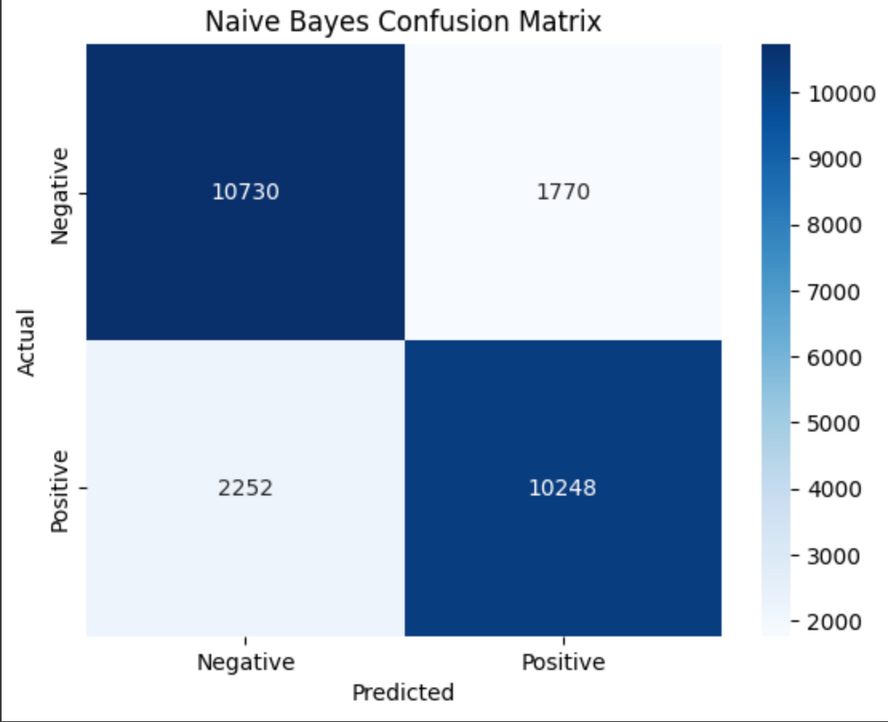 Naive Bayes Confusion Matrix
Actual
Negative
10730
1770
Positive
2252
10248
Negative
Positive
Predicted
10000
9000
8000
7000
6000
5000
4000
3000
2000